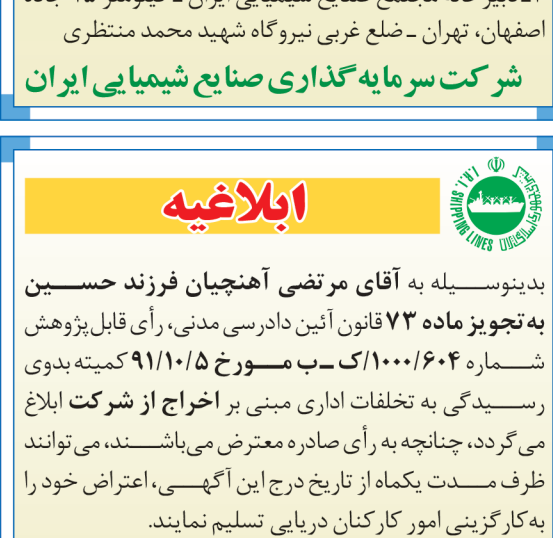 اصفهان، تهران ـ ضلع غربی نیروگاه شهید محمد منتظری
شرکت سرمایه گذاری صنایع شیمیایی ایران
ابلاغیه
I.R.I. SHIPPING LINES
بدینوسیله به آقای مرتضی آهنچیان فرزند حسین
به تجویز ماده ۷۳ قانون آئین دادرسی مدنی، رأی قابل پژوهش
شماره ۱۰۰۰/۶۰۴/ک ـ ب مورخ ۹۱/۱۰/۵ کمیته بدوی
رسیدگی به تخلفات اداری مبنی بر اخراج از شرکت ابلاغ
می گردد، چنانچه به رأی صادره معترض می‌باشند، می توانند
ظرف مدت یکماه از تاریخ درج این آگهی، اعتراض خود را
به کارگزینی امور کارکنان دریایی تسلیم نمایند.